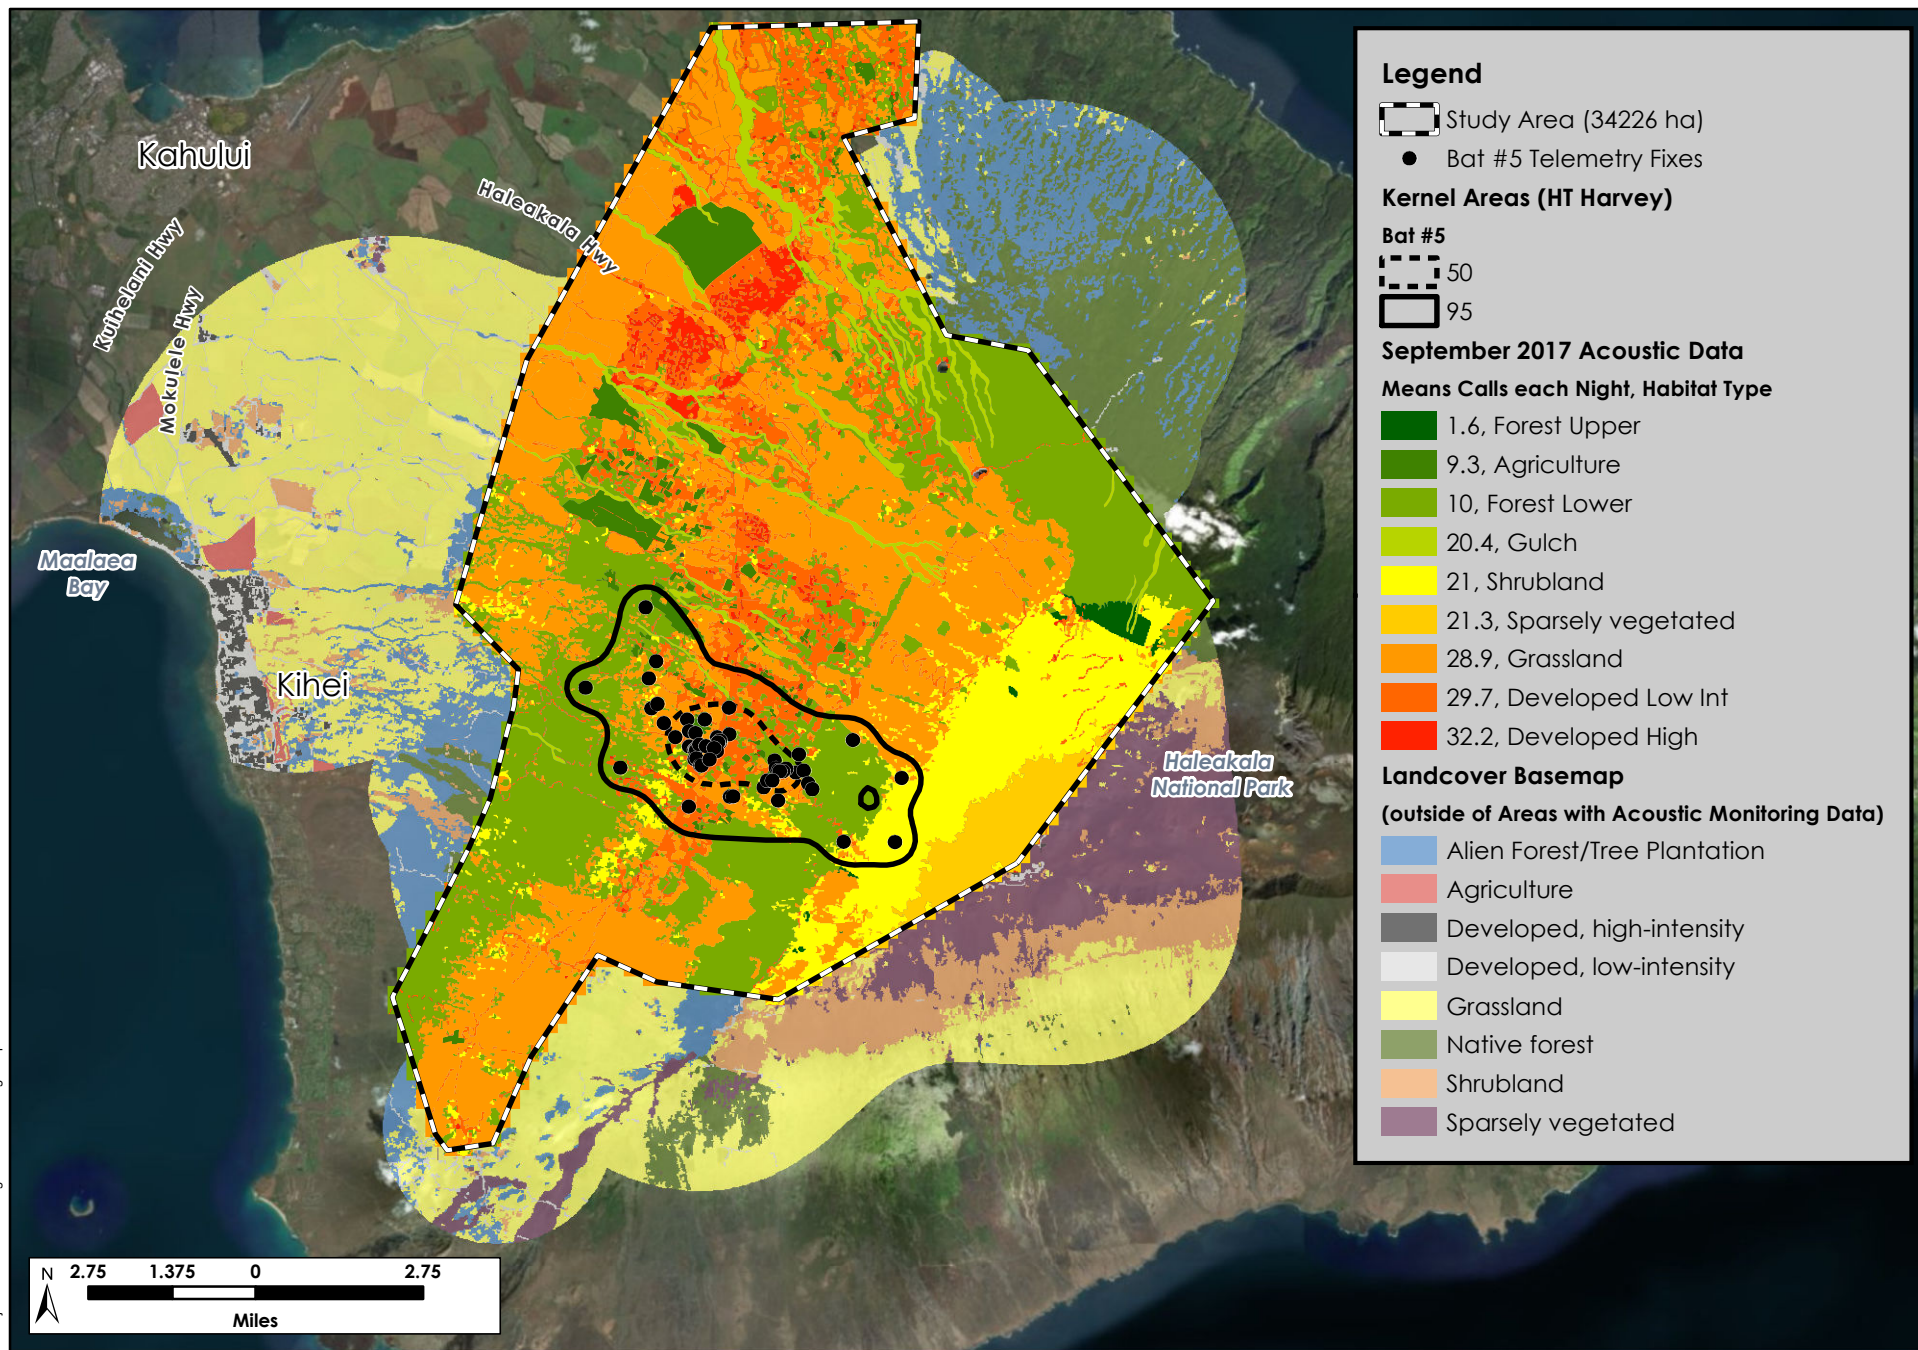 Kahului
Haleakala Hwy
Kuihelani Hwy
Mokulele Hwy
Maalaea
Bay
Kihei
Haleakala
National Park
N
2.75 1.375 0 2.75
Miles
Legend
Study Area (34226 ha)
Bat #5 Telemetry Fixes
Kernel Areas (HT Harvey)
Bat #5
50
95
September 2017 Acoustic Data
Means Calls each Night, Habitat Type
1.6, Forest Upper
9.3, Agriculture
10, Forest Lower
20.4, Gulch
21, Shrubland
21.3, Sparsely vegetated
28.9, Grassland
29.7, Developed Low Int
32.2, Developed High
Landcover Basemap
(outside of Areas with Acoustic Monitoring Data)
Alien Forest/Tree Plantation
Agriculture
Developed, high-intensity
Developed, low-intensity
Grassland
Native forest
Shrubland
Sparsely vegetated